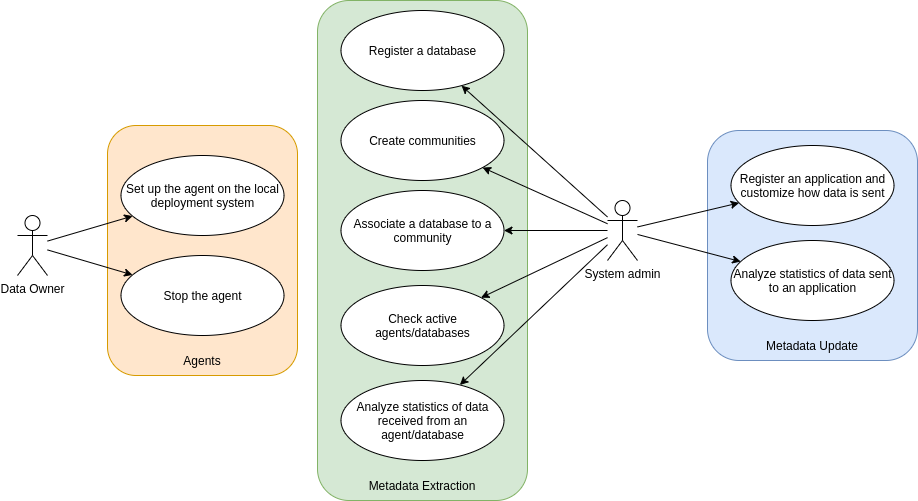 Data Owner
Set up the agent on the local
deployment system
Stop the agent
Agents
Register a database
Create communities
Associate a database to a
community
Check active
agents/databases
Analyze statistics of data
received from an
agent/database
Metadata Extraction
System admin
Register an application and
customize how data is sent
Analyze statistics of data sent
to an application
Metadata Update